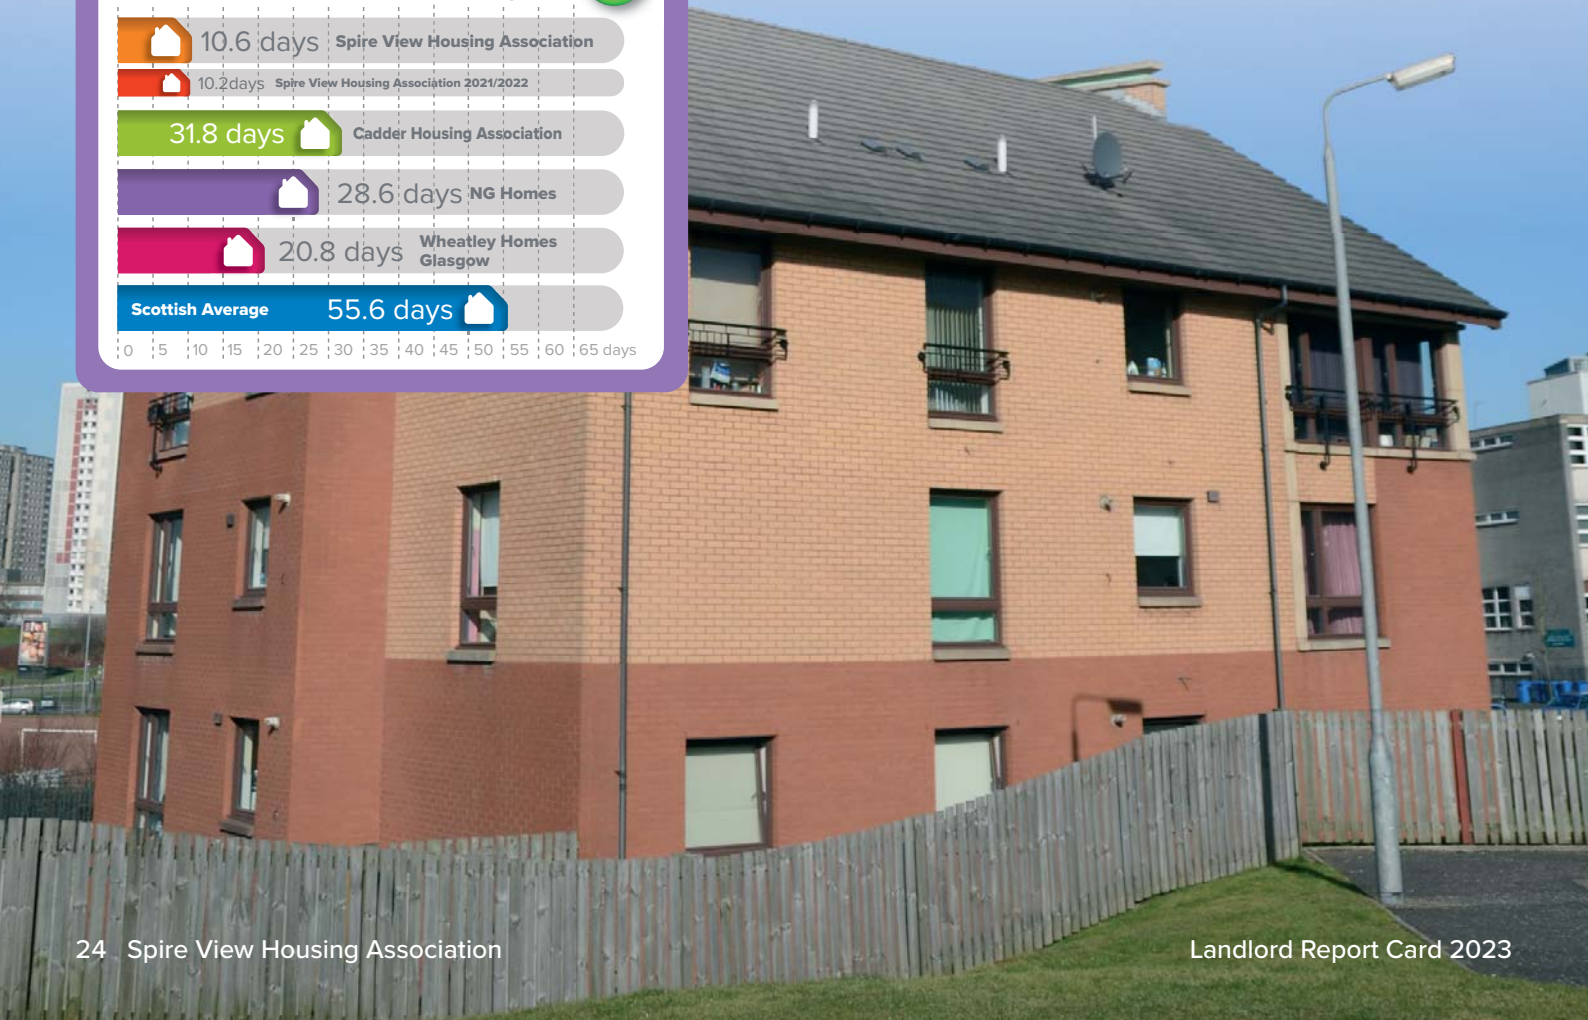 10.6 days Spire View Housing Association
10.2days Spire View Housing Association 2021/2022
31.8 days Cadder Housing Association
28.6 days NG Homes
20.8 days Wheatley Homes
Glasgow
Scottish Average 55.6 days
0 5 10 15 20 25 30 35 40 45 50 55 60 65 days
24 Spire View Housing Association
Landlord Report Card 2023